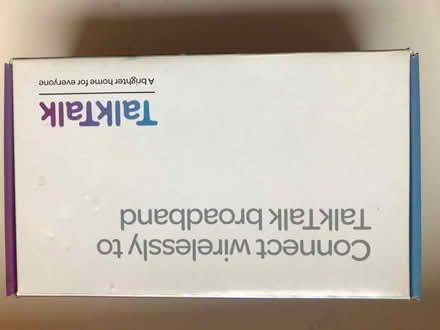 Connect wirelessly to
TalkTalk broadband
TalkTalk
A brighter home for everyone